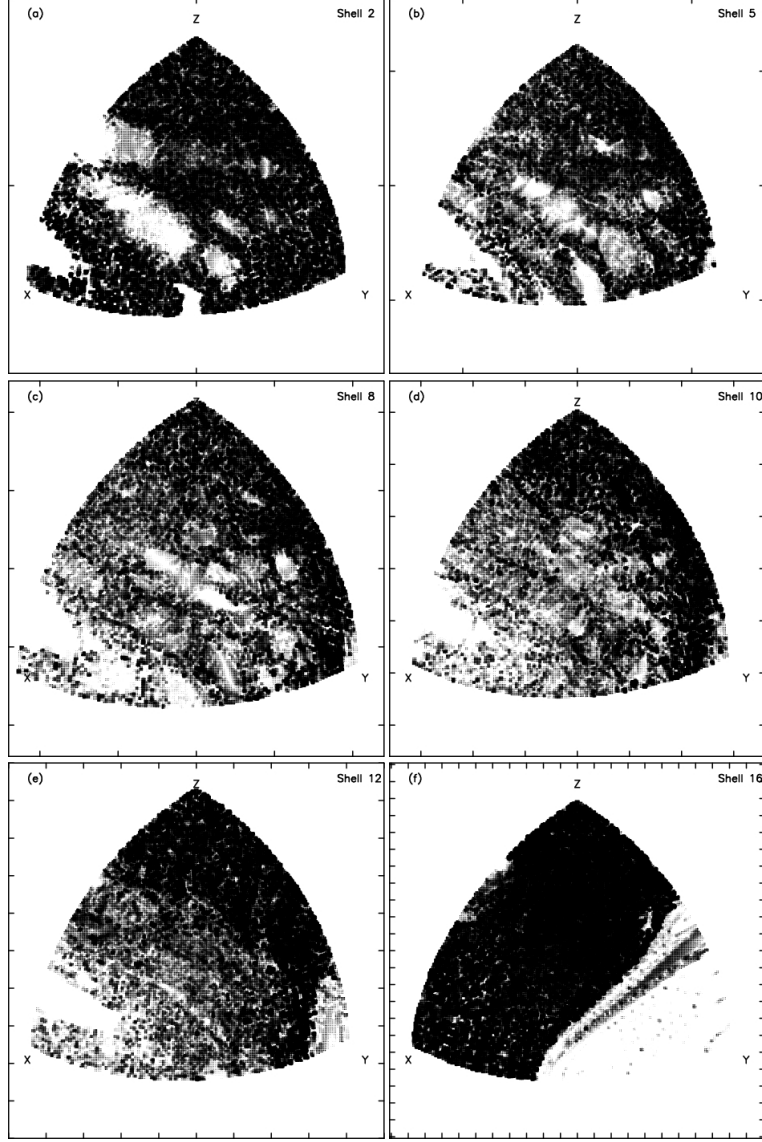 (a) Z Shell 2
X Y
(b) Z Shell 5
X Y
(c) Z Shell 8
X Y
(d) Z Shell 10
X Y
(e) Z Shell 12
X Y
(f) Z Shell 16
X Y